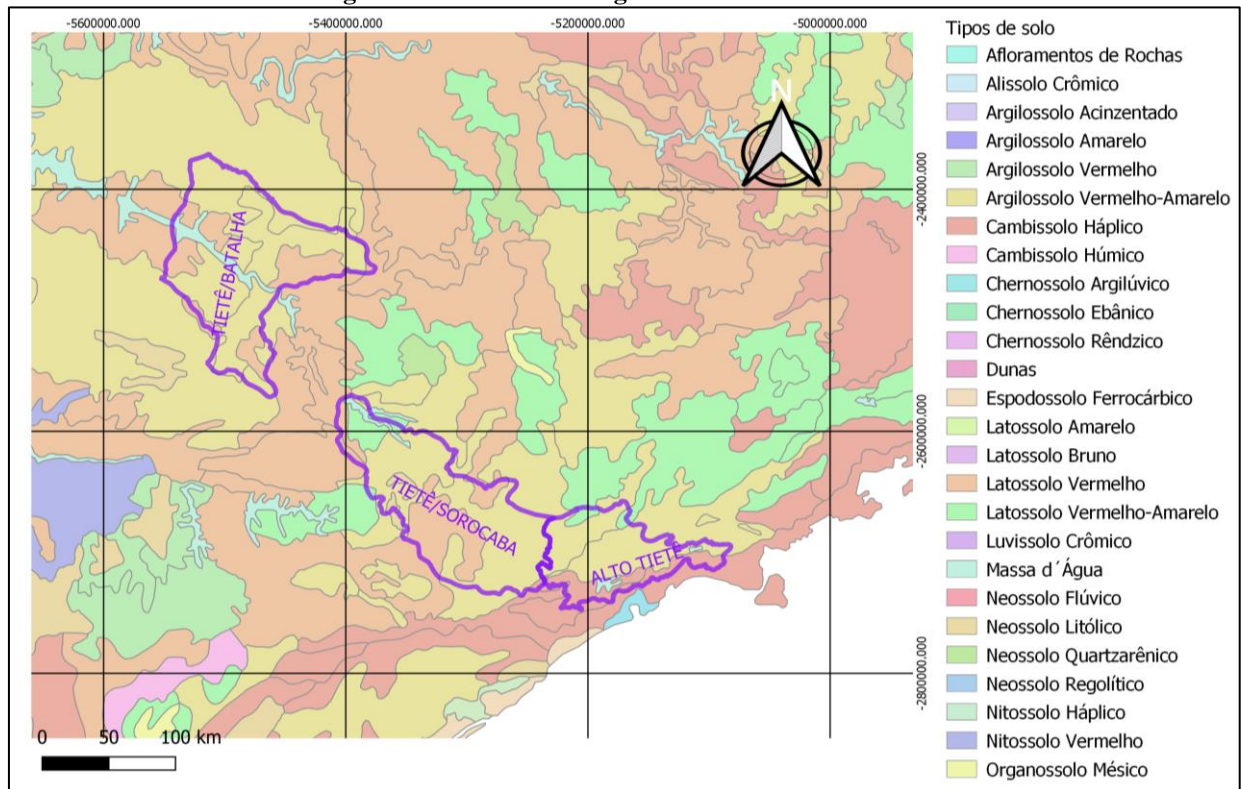 -5600000.000 -5400000.000 -5200000.000 -5000000.000
N
-2400000.000
-2600000.000
-2800000.000
TIETÊ/BATALHA
TIETÊ/SOROCABA
ALTO TIETÊ
0 50 100 km
Tipos de solo
Afloramentos de Rochas
Alissolo Crômico
Argilossolo Acinzentado
Argilossolo Amarelo
Argilossolo Vermelho
Argilossolo Vermelho-Amarelo
Cambissolo Háplico
Cambissolo Húmico
Chernossolo Argilúvico
Chernossolo Ebânico
Chernossolo Rêndzico
Dunas
Espodossolo Ferrocárbico
Latossolo Amarelo
Latossolo Bruno
Latossolo Vermelho
Latossolo Vermelho-Amarelo
Luvissolo Crômico
Massa d´Água
Neossolo Flúvico
Neossolo Litólico
Neossolo Quartzarênico
Neossolo Regolítico
Nitossolo Háplico
Nitossolo Vermelho
Organossolo Mésico